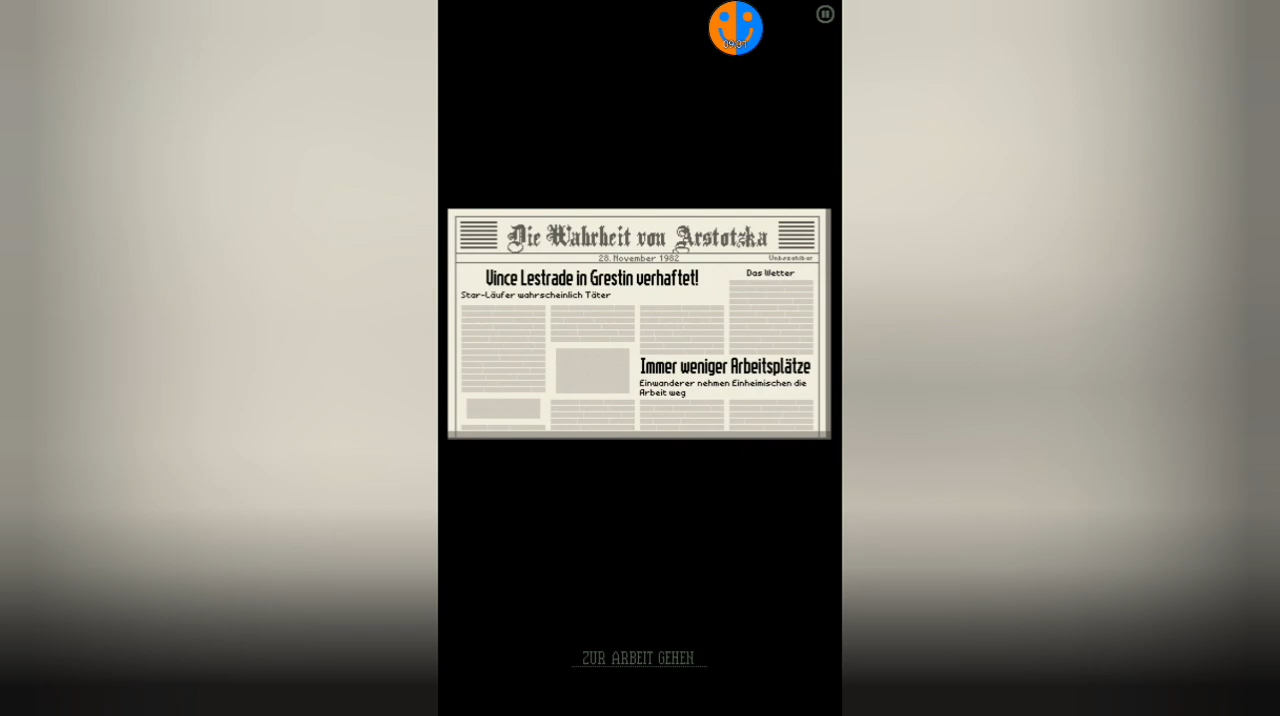 Die Wahrheit von Arstotzka
28. November 1982
Unbezahlbar
Vince Lestrade in Grestin verhaftet!
Star-Läufer wahrscheinlich Täter
Das Wetter
Immer weniger Arbeitsplätze
Einwanderer nehmen Einheimischen die
Arbeit weg
ZUR ARBEIT GEHEN